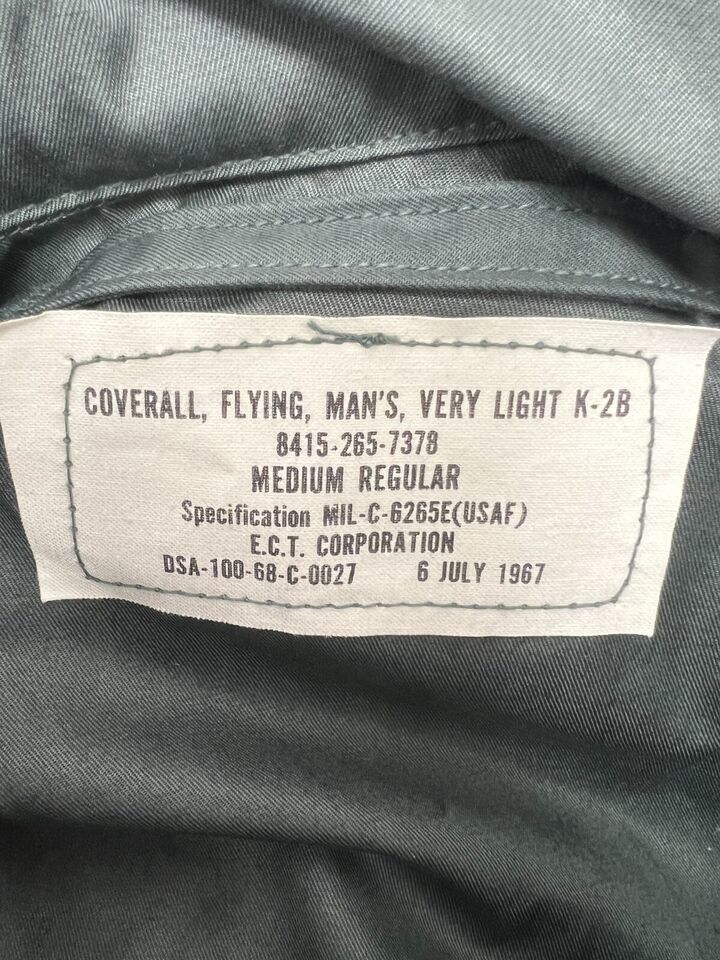 COVERALL, FLYING, MAN'S, VERY LIGHT K-2B
8415-265-7378
MEDIUM REGULAR
Specification MIL-C-6265E(USAF)
E.C.T. CORPORATION
DSA-100-68-C-0027 6 JULY 1967